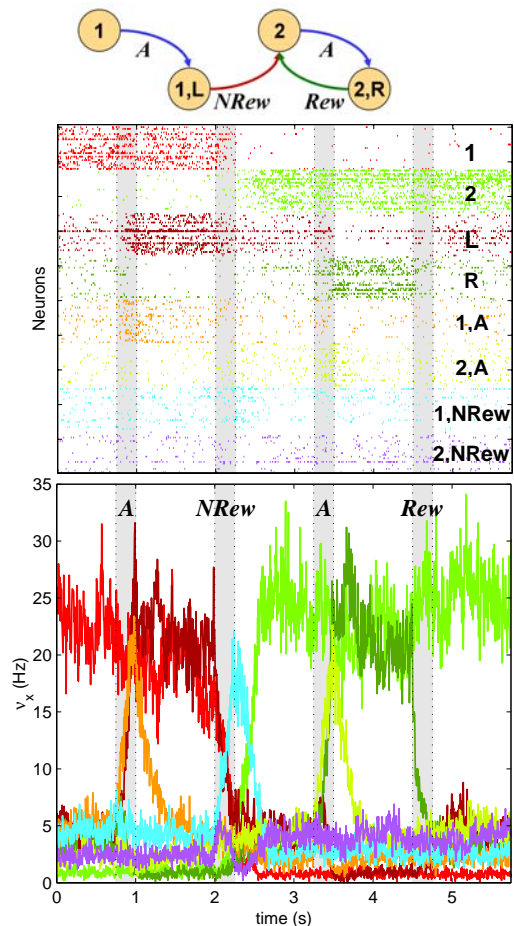 1
2
A
A
1,L
NRew
Rew
2,R
Neurons
1
2
L
R
1,A
2,A
1,NRew
2,NRew
35
30
25
20
15
10
5
0
ν_x (Hz)
A
NRew
A
Rew
1
2
3
4
5
time (s)